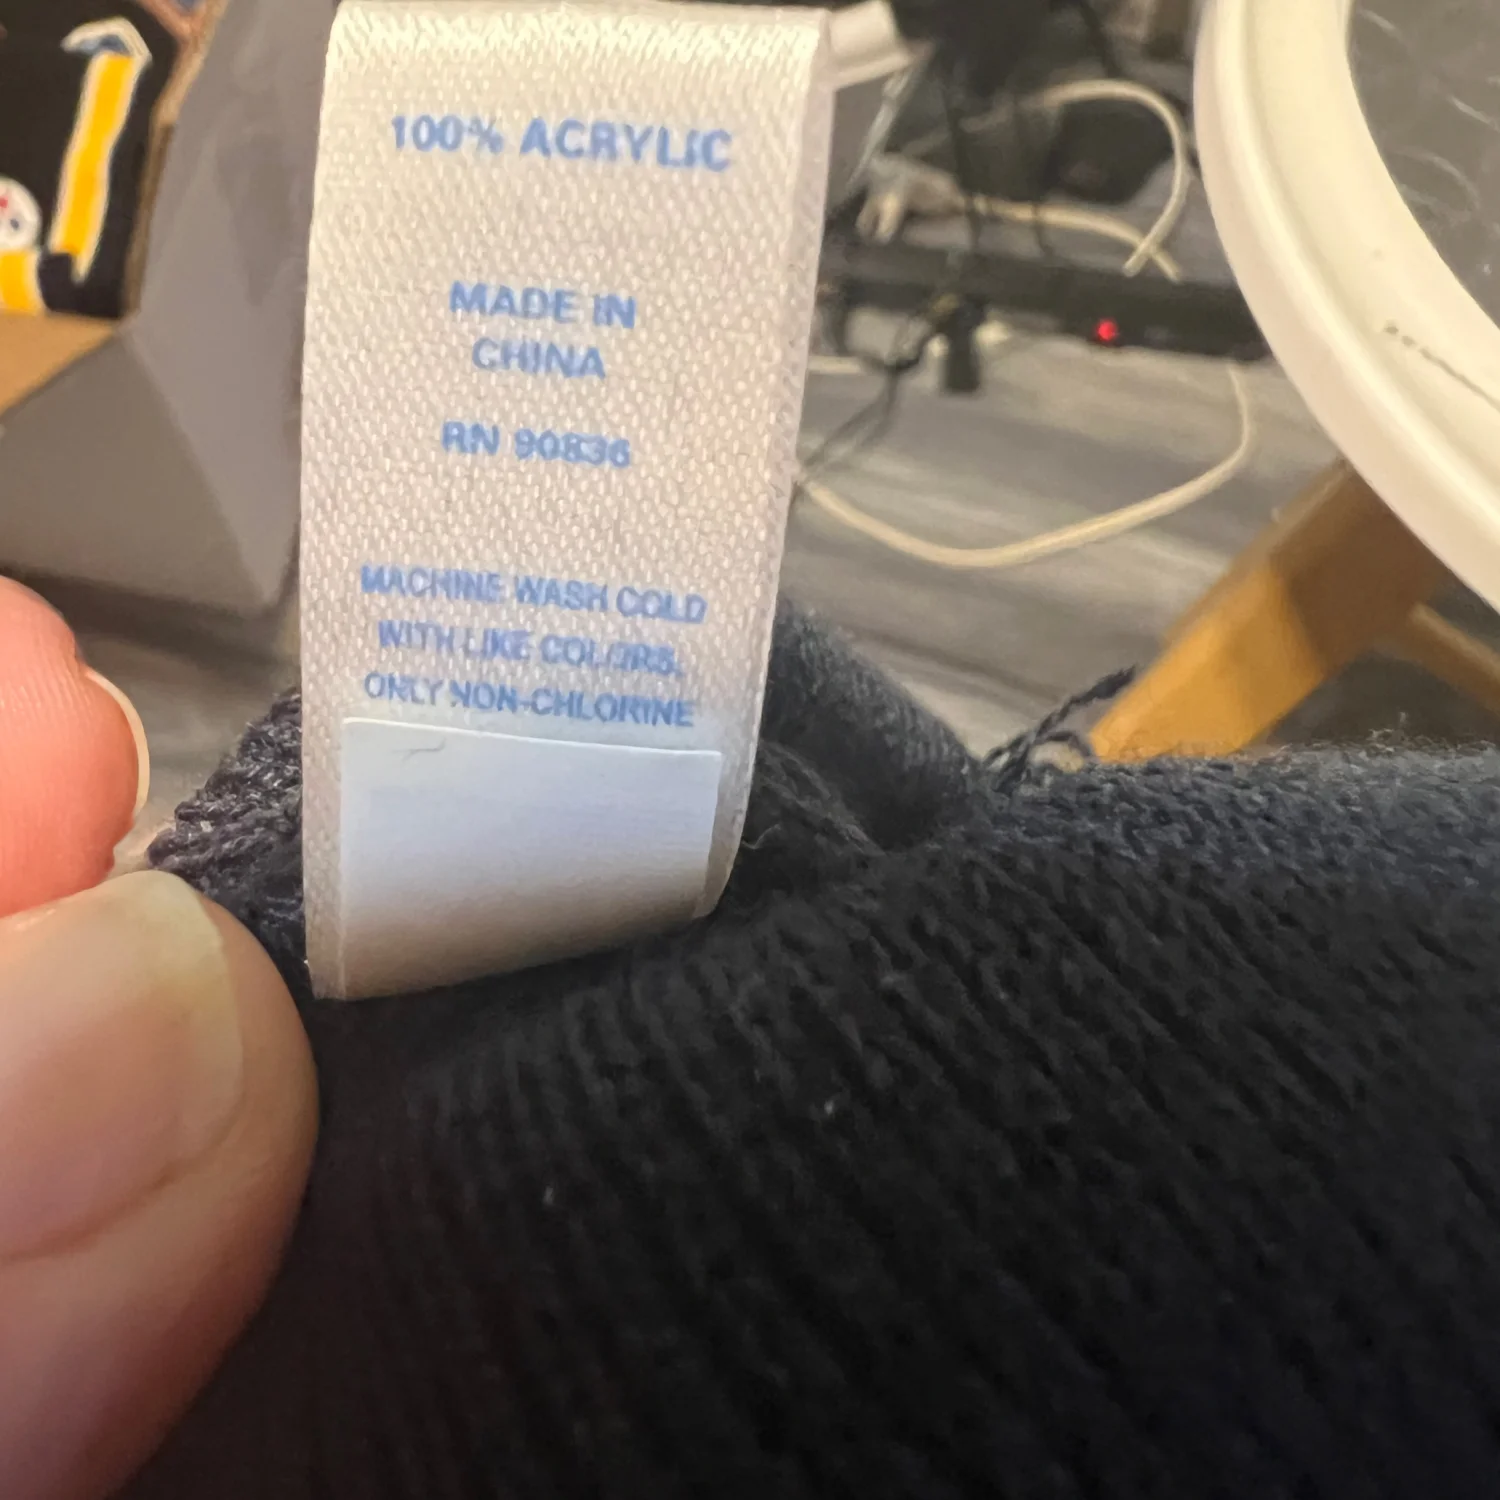 100% ACRYLIC
MADE IN
CHINA
RN 90836
MACHINE WASH COLD
WITH LIKE COLORS.
ONLY NON-CHLORINE